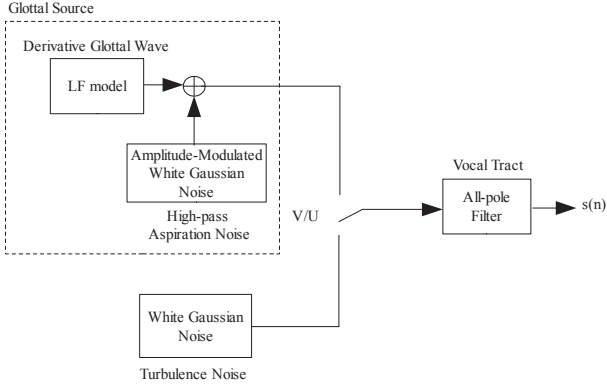 Glottal Source
Derivative Glottal Wave
LF model
Amplitude-Modulated
White Gaussian
Noise
High-pass
Aspiration Noise
V/U
Vocal Tract
All-pole
Filter
s(n)
White Gaussian
Noise
Turbulence Noise